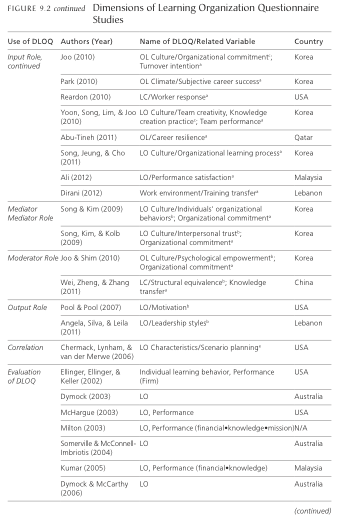 FIGURE 9.2 continued Dimensions of Learning Organization Questionnaire
Studies
Use of DLOQ Authors (Year) Name of DLOQ/Related Variable Country
Input Role, Joo (2010) OL Culture/Organizational commitmentᶜ; Korea
continued Turnover intentionᵃ
Park (2010) OL Climate/Subjective career successᵃ Korea
Reardon (2010) LC/Worker responseᵃ USA
Yoon, Song, Lim, & Joo LO Culture/Team creativity, Knowledge Korea
(2010) creation practiceᶜ; Team performanceᵃ
Abu-Tineh (2011) OL/Career resilienceᵃ Qatar
Song, Jeung, & Cho LO Culture/Organizational learning processᵃ Korea
(2011)
Ali (2012) LO/Performance satisfactionᵃ Malaysia
Dirani (2012) Work environment/Training transferᵃ Lebanon
Mediator Song & Kim (2009) LO Culture/Individuals' organizational Korea
Mediator Role behaviorsᵇ; Organizational commitmentᵃ
Song, Kim, & Kolb LO Culture/Interpersonal trustᵇ; Korea
(2009) Organizational commitmentᵃ
Moderator Role Joo & Shim (2010) OL Culture/Psychological empowermentᵇ; Korea
Organizational commitmentᵃ
Wei, Zheng, & Zhang LC/Structural equivalenceᵇ; Knowledge China
(2011) transferᵃ
Output Role Pool & Pool (2007) LO/Motivationᵇ USA
Angela, Silva, & Leila LO/Leadership stylesᵇ Lebanon
(2011)
Correlation Chermack, Lynham, & LO Characteristics/Scenario planningᵃ USA
van der Merwe (2006)
Evaluation Ellinger, Ellinger, & Individual learning behavior, Performance USA
of DLOQ Keller (2002) (Firm)
Dymock (2003) LO Australia
McHargue (2003) LO, Performance USA
Milton (2003) LO, Performance (financial•knowledge•mission)N/A
Somerville & McConnell- LO Australia
Imbriotis (2004)
Kumar (2005) LO, Performance (financial•knowledge) Malaysia
Dymock & McCarthy LO Australia
(2006)
(continued)